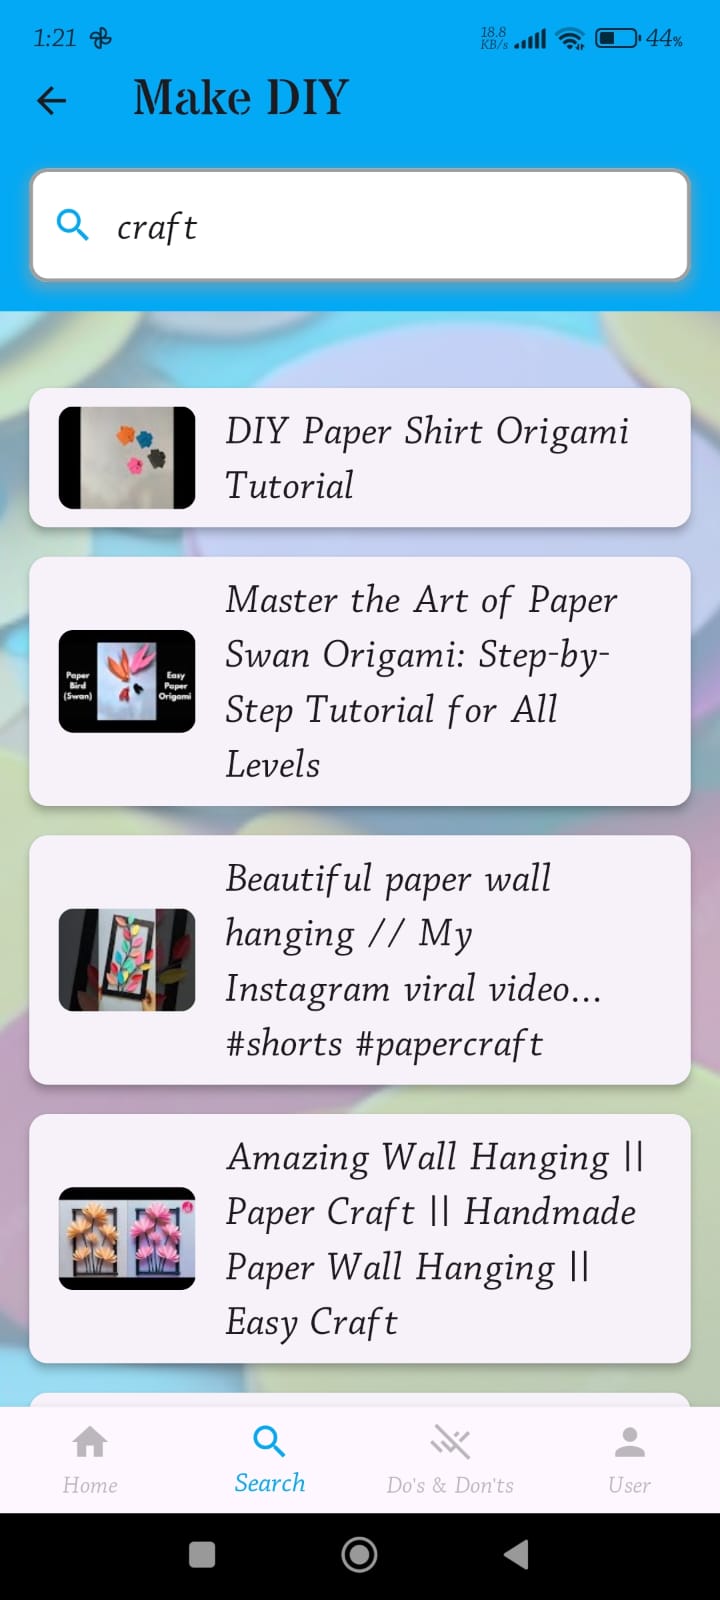 1:21 18.8 KB/s 44%
Make DIY
craft
DIY Paper Shirt Origami
Tutorial
Master the Art of Paper
Swan Origami: Step-by-
Step Tutorial for All
Levels
Paper
Bird
(Swan)
Easy
Paper
Origami
Beautiful paper wall
hanging // My
Instagram viral video...
#shorts #papercraft
Amazing Wall Hanging ||
Paper Craft || Handmade
Paper Wall Hanging ||
Easy Craft
Home Search Do's & Don'ts User